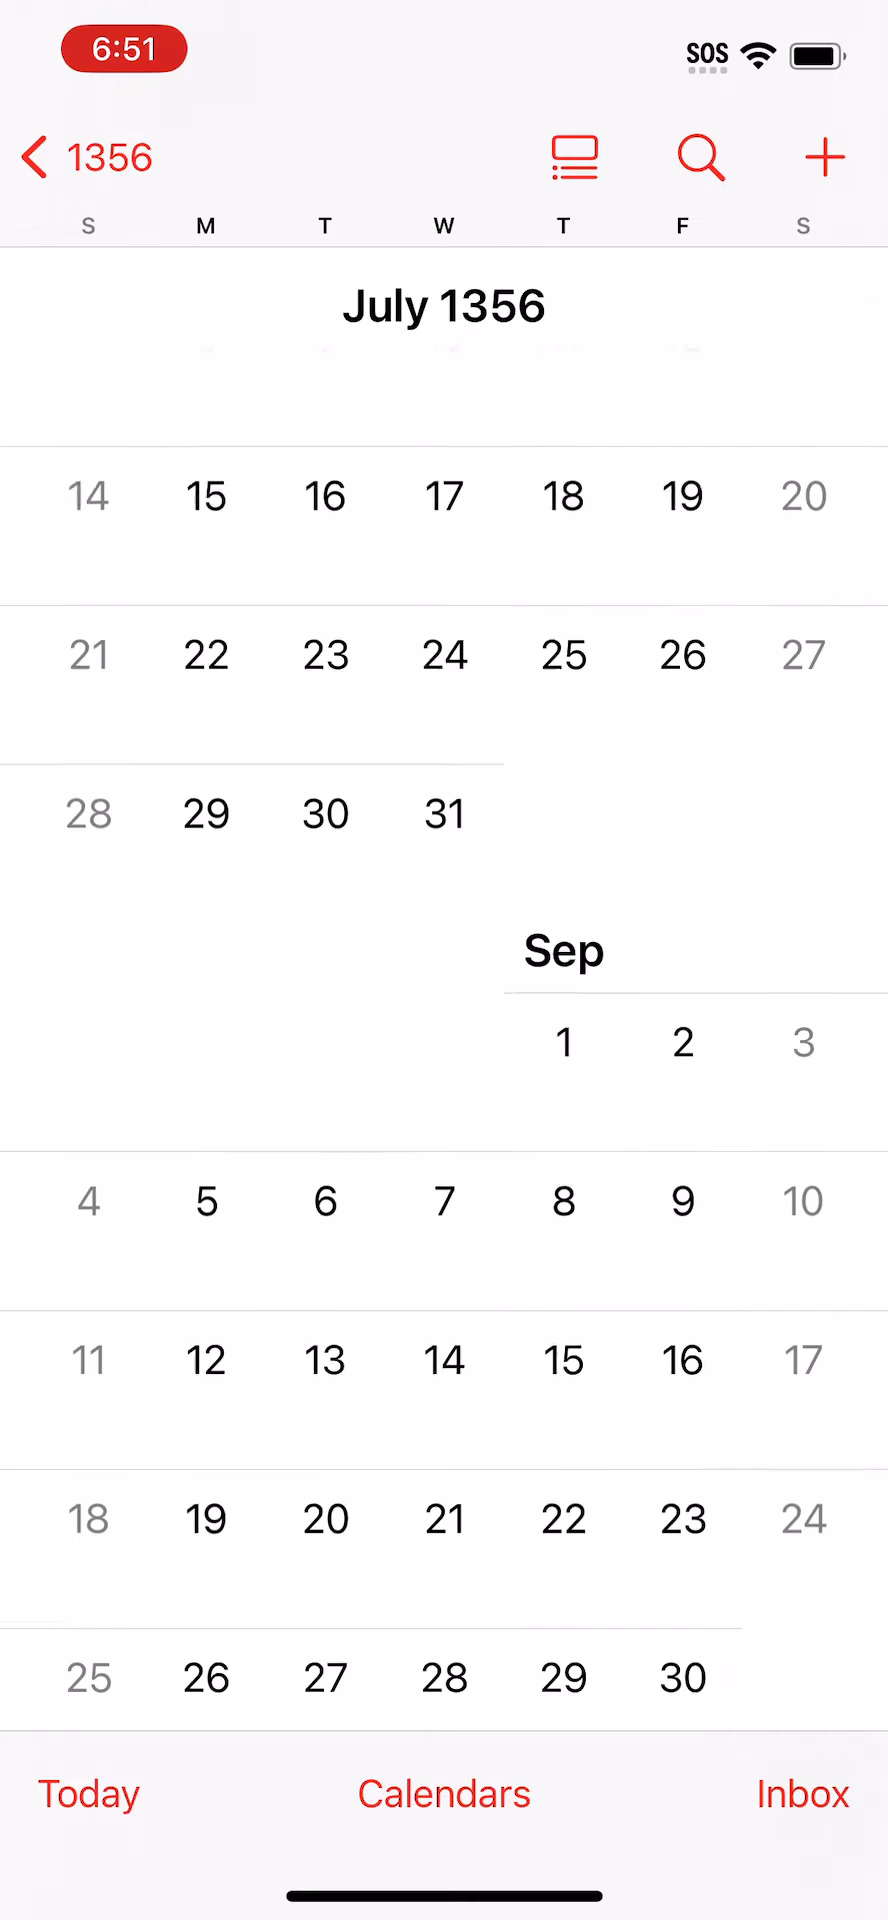 6:51 SOS
1356
S M T W T F S
July 1356
14 15 16 17 18 19 20
21 22 23 24 25 26 27
28 29 30 31
Sep
1 2 3
4 5 6 7 8 9 10
11 12 13 14 15 16 17
18 19 20 21 22 23 24
25 26 27 28 29 30
Today Calendars Inbox